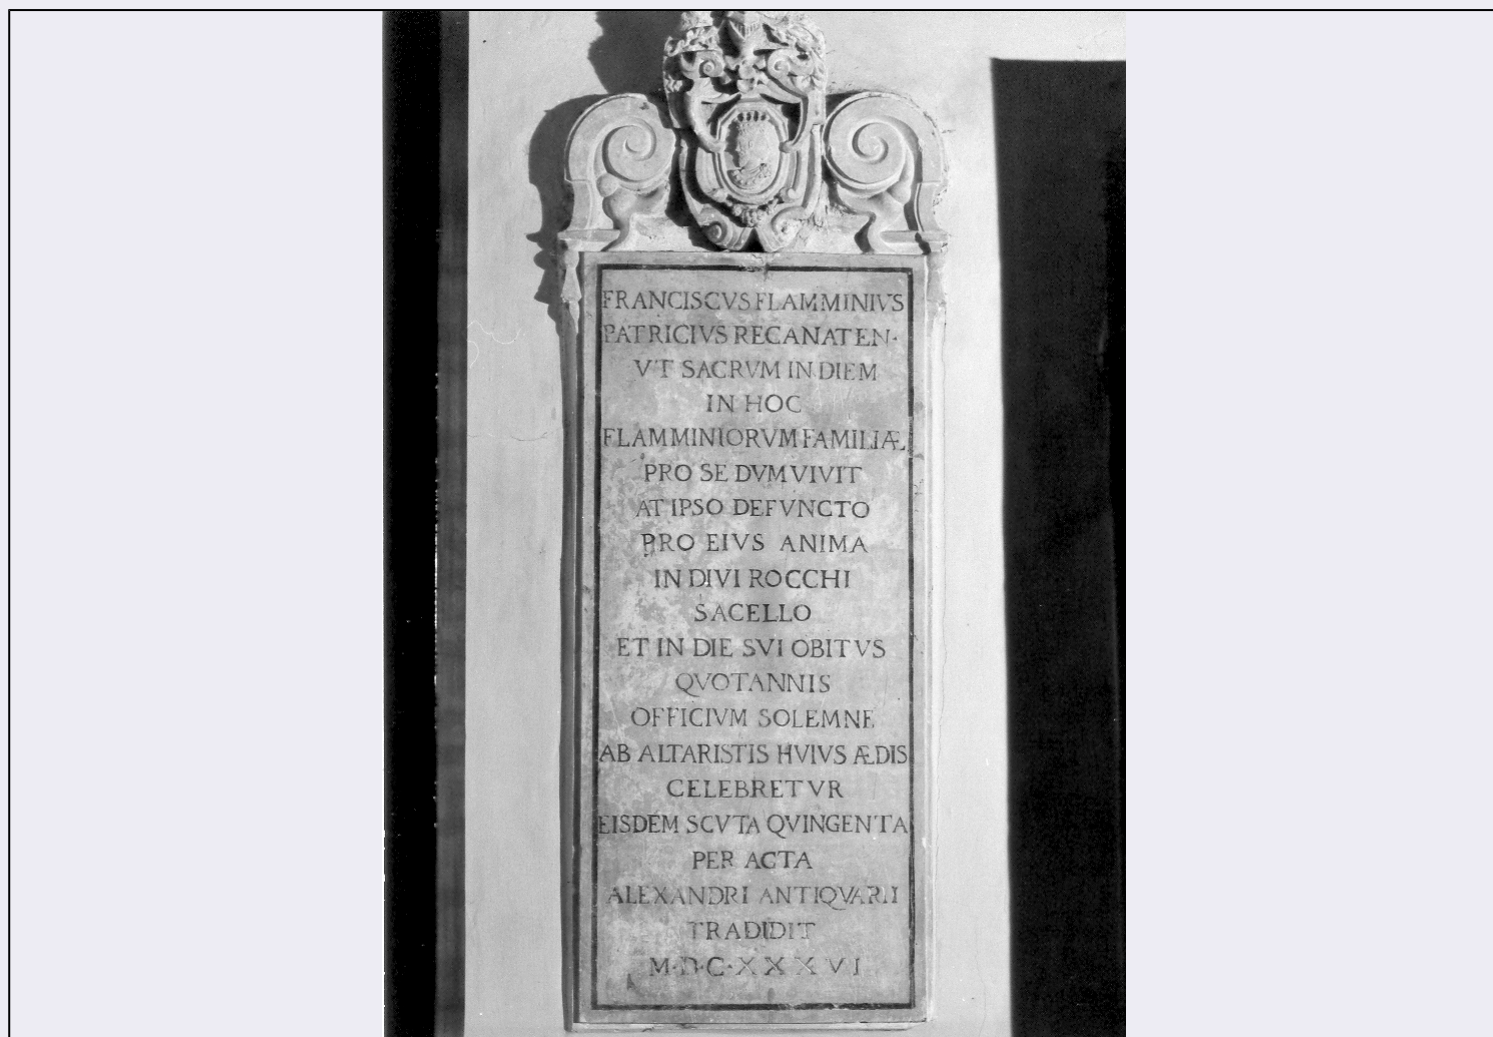 FRANCISCVS FLAMMINIVS
PATRICIVS RECANATEN·
VT SACRVM IN DIEM
IN HOC
FLAMMINIORVM FAMILIÆ
PRO SE DVM VIVIT
AT IPSO DEFVNCTO
PRO EIVS ANIMA
IN DIVI ROCCHI
SACELLO
ET IN DIE SVI OBITVS
QVOTANNIS
OFFICIVM SOLEMNE
AB ALTARISTIS HVIVS ÆDIS
CELEBRETVR
EISDEM SCVTA QVINGENTA
PER ACTA
ALEXANDRI ANTIQVARII
TRADIDIT
M·D·C·XXXVI